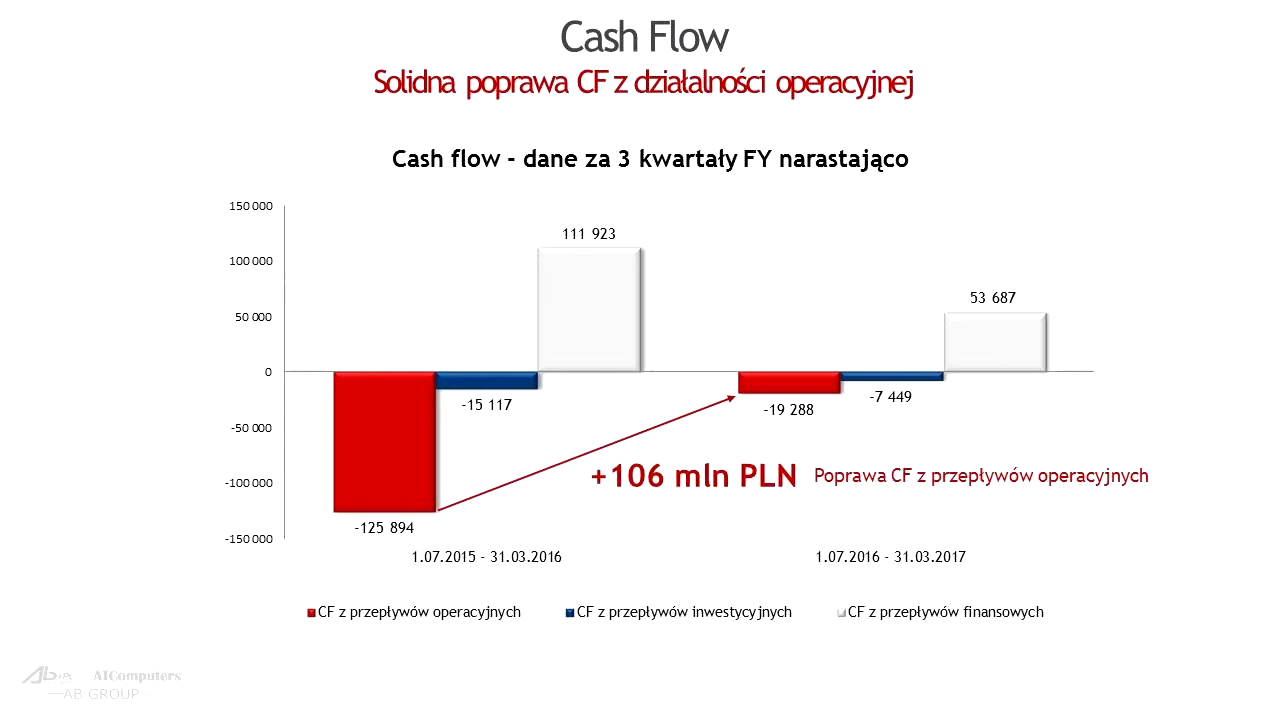 Cash Flow
Solidna poprawa CF z działalności operacyjnej
Cash flow - dane za 3 kwartały FY narastająco
150 000
100 000
50 000
0
-50 000
-100 000
-150 000
111 923
53 687
-15 117
-7 449
-19 288
+106 mln PLN Poprawa CF z przepływów operacyjnych
-125 894
1.07.2015 - 31.03.2016 1.07.2016 - 31.03.2017
CF z przepływów operacyjnych CF z przepływów inwestycyjnych CF z przepływów finansowych
ATComputers
AB GROUP